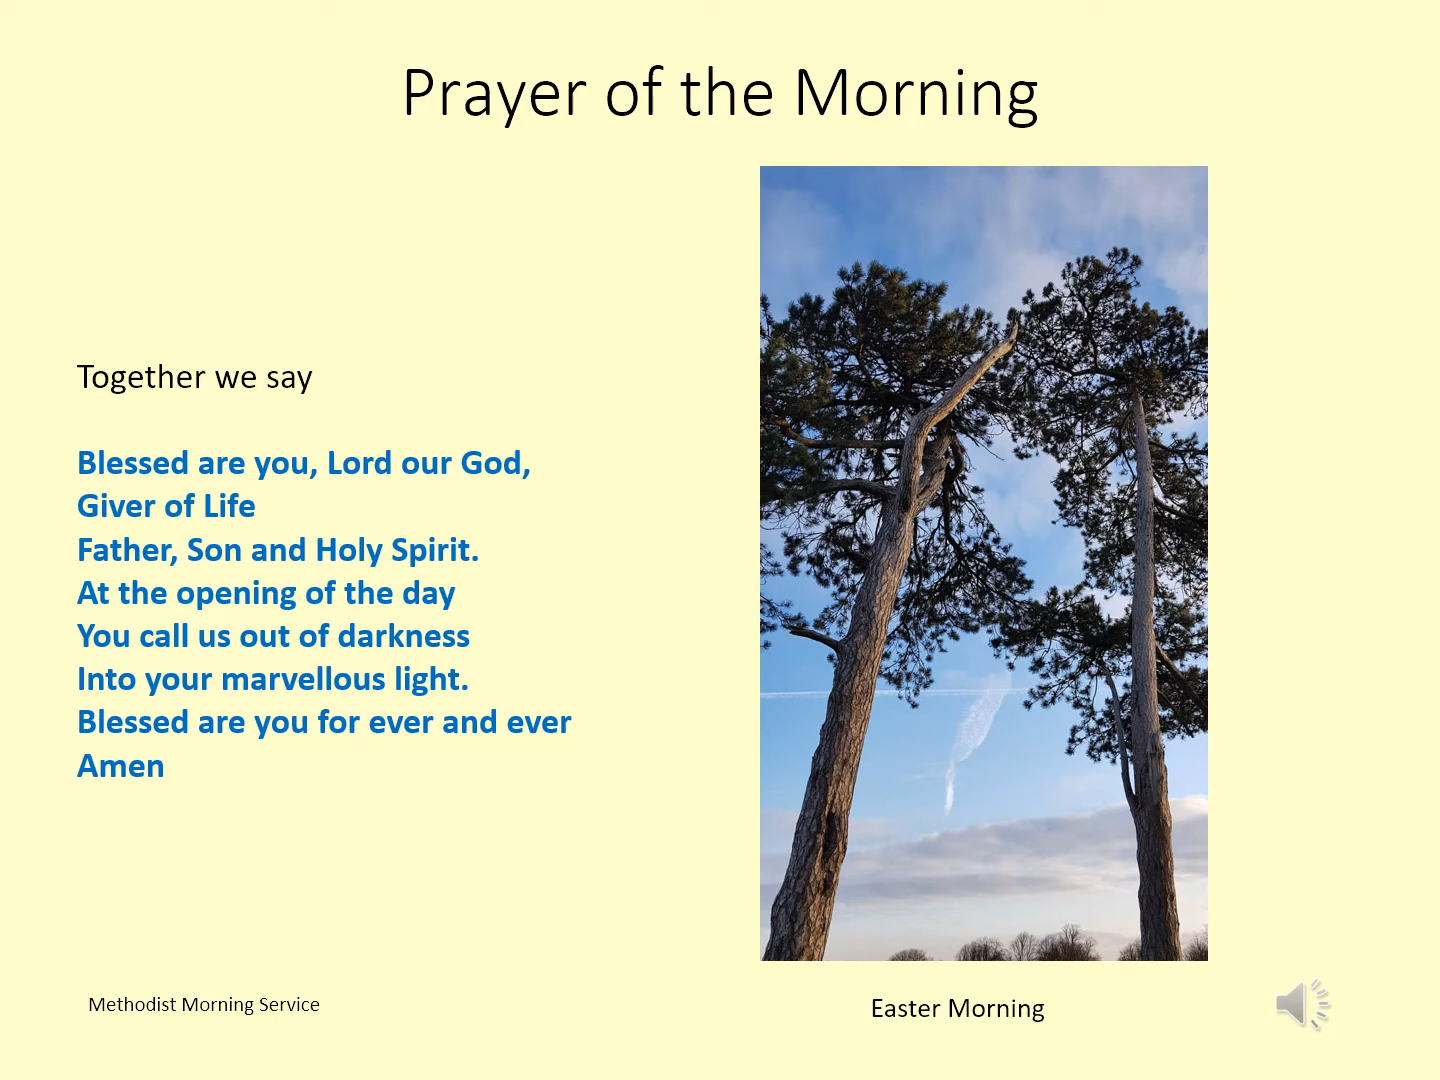 Prayer of the Morning
Together we say
Blessed are you, Lord our God,
Giver of Life
Father, Son and Holy Spirit.
At the opening of the day
You call us out of darkness
Into your marvellous light.
Blessed are you for ever and ever
Amen
Methodist Morning Service
Easter Morning